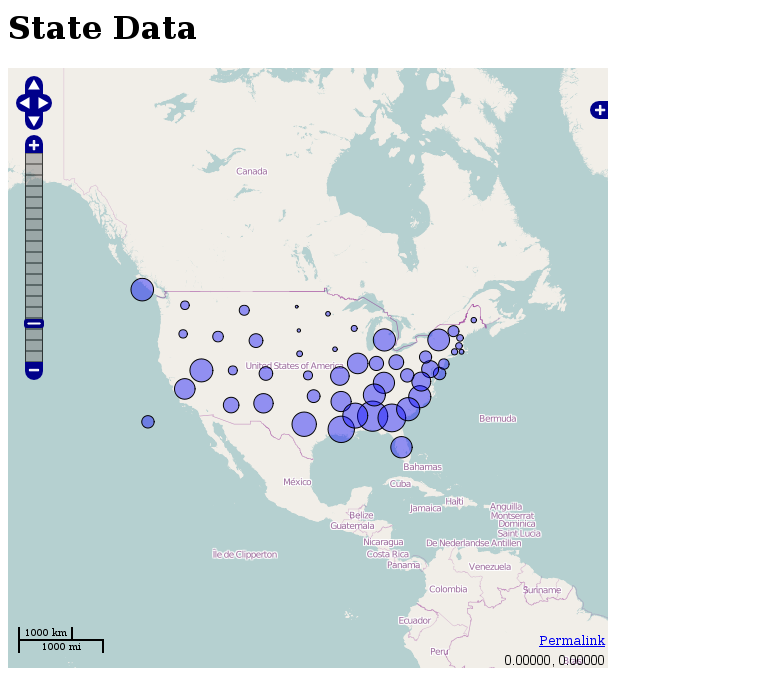 State Data
Canada
United States of America
Bermuda
México
Bahamas
Cuba
Haiti
Jamaica
Anguilla
Montserrat
Dominica
Saint Lucia
Belize
Guatemala
Nicaragua
De Nederlandse Antillen
Costa Rica
Panama
Île de Clipperton
Venezuela
Colombia
Suriname
Ecuador
Peru
1000 km
1000 mi
Permalink
0.00000, 0.00000